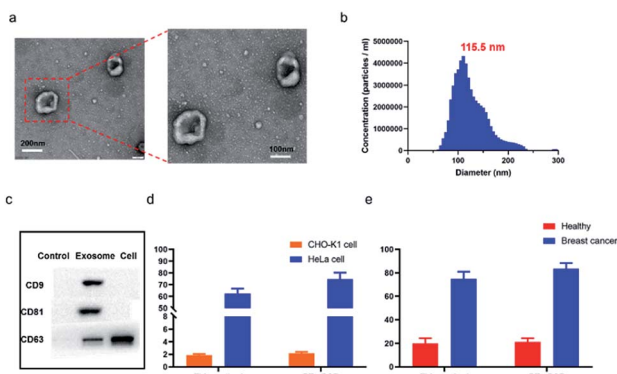 a
b
200nm
100nm
115.5 nm
Concentration (particles / ml)
5000000
4000000
3000000
2000000
1000000
0
0
100
200
300
Diameter (nm)
c
d
e
Control Exosome Cell
CD9
CD81
CD63
CHO-K1 cell
HeLa cell
100
90
80
70
60
50
8
6
4
2
0
Healthy
Breast cancer
100
80
60
40
20
0